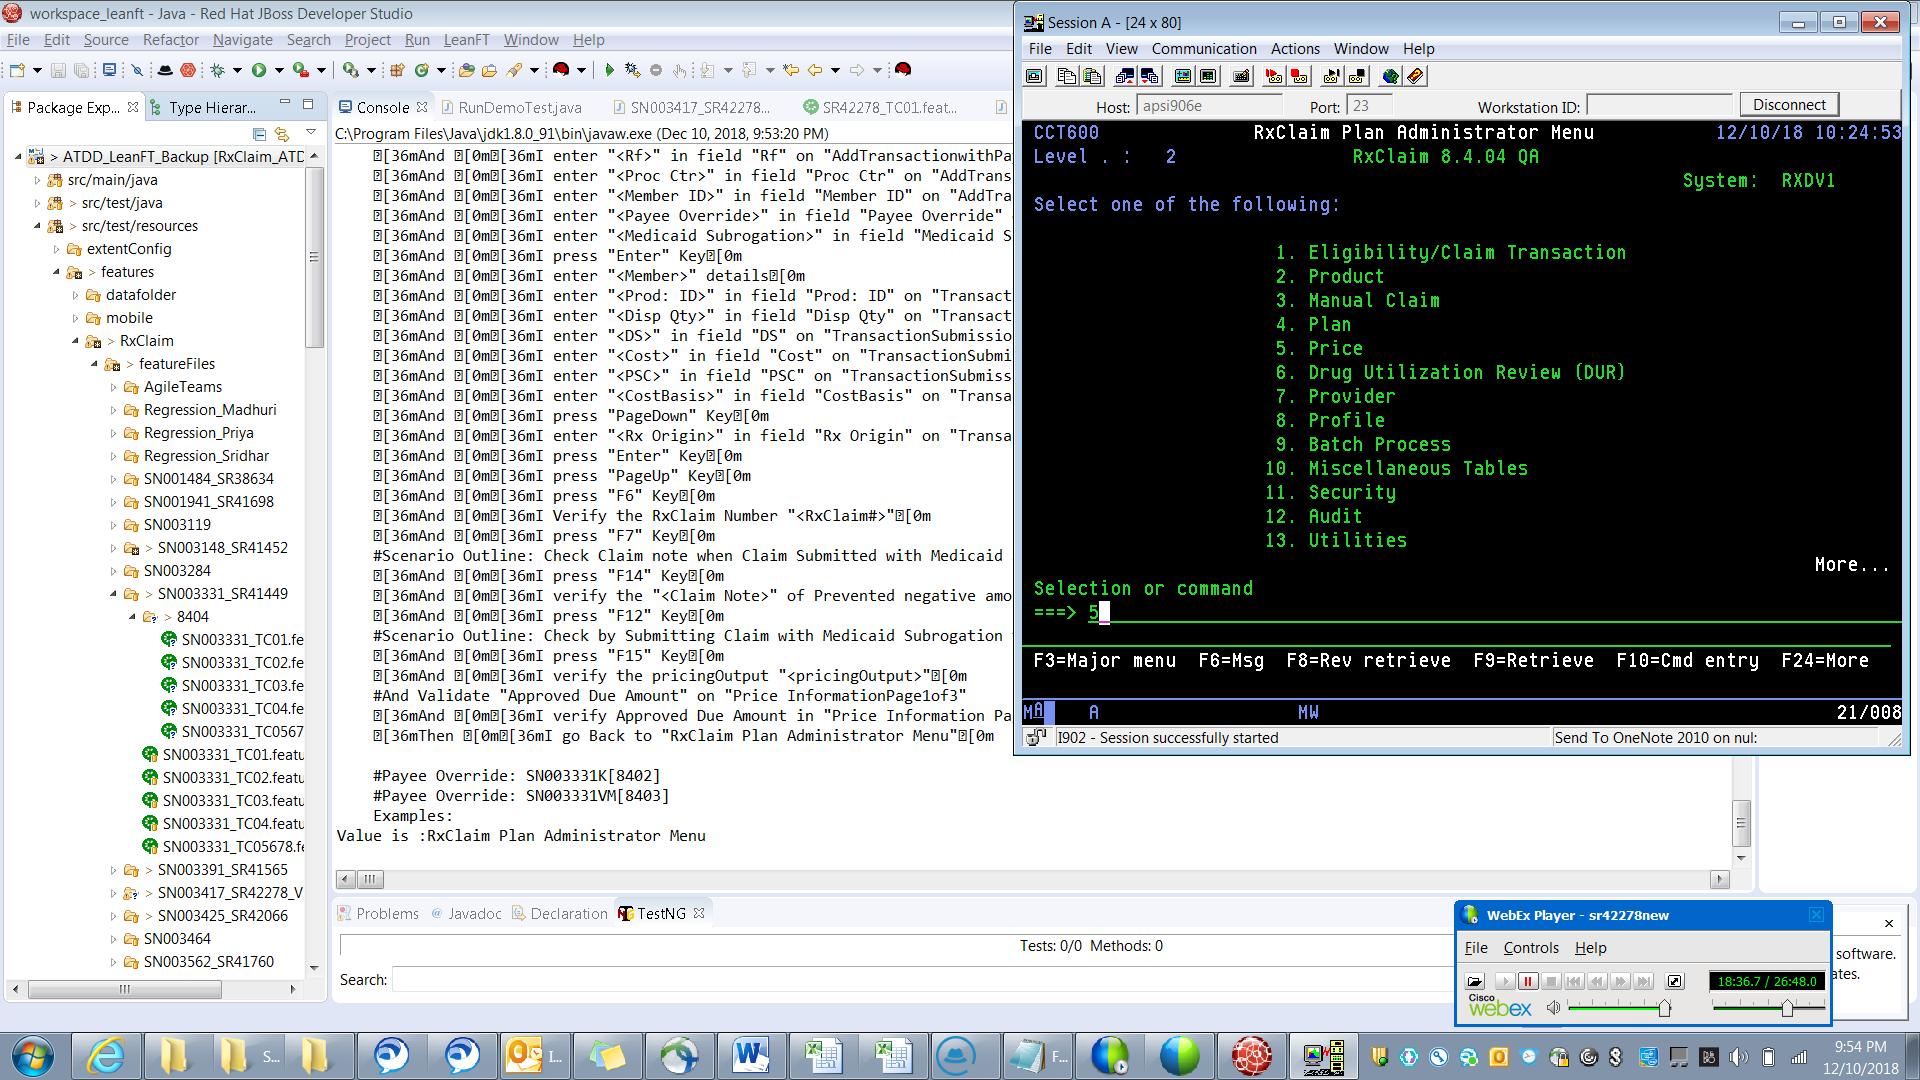 workspace_leanft - Java - Red Hat JBoss Developer Studio
File Edit Source Refactor Navigate Search Project Run LeanFT Window Help
Package Exp...
Type Hierar...
> ATDD_LeanFT_Backup [RxClaim_ATD
src/main/java
> src/test/java
> src/test/resources
extentConfig
> features
datafolder
mobile
> RxClaim
> featureFiles
AgileTeams
Regression_Madhuri
Regression_Priya
Regression_Sridhar
SN001484_SR38634
SN001941_SR41698
SN003119
> SN003148_SR41452
SN003284
> SN003331_SR41449
> 8404
SN003331_TC01.fe
SN003331_TC02.fe
SN003331_TC03.fe
SN003331_TC04.fe
SN003331_TC0567
SN003331_TC01.featu
SN003331_TC02.featu
SN003331_TC03.featu
SN003331_TC04.featu
SN003331_TC05678.fe
> SN003391_SR41565
> SN003417_SR42278_V
> SN003425_SR42066
SN003464
SN003562_SR41760
Console RunDemoTest.java SN003417_SR42278... SR42278_TC01.feat...
C:\Program Files\Java\jdk1.8.0_91\bin\javaw.exe (Dec 10, 2018, 9:53:20 PM)
[36mAnd [0m[36mI enter "<Rf>" in field "Rf" on "AddTransactionwithPa
[36mAnd [0m[36mI enter "<Proc Ctr>" in field "Proc Ctr" on "AddTrans
[36mAnd [0m[36mI enter "<Member ID>" in field "Member ID" on "AddTra
[36mAnd [0m[36mI enter "<Payee Override>" in field "Payee Override"
[36mAnd [0m[36mI enter "<Medicaid Subrogation>" in field "Medicaid S
[36mAnd [0m[36mI press "Enter" Key[0m
[36mAnd [0m[36mI enter "<Member>" details[0m
[36mAnd [0m[36mI enter "<Prod: ID>" in field "Prod: ID" on "Transact
[36mAnd [0m[36mI enter "<Disp Qty>" in field "Disp Qty" on "Transact
[36mAnd [0m[36mI enter "<DS>" in field "DS" on "TransactionSubmissio
[36mAnd [0m[36mI enter "<Cost>" in field "Cost" on "TransactionSubmi
[36mAnd [0m[36mI enter "<PSC>" in field "PSC" on "TransactionSubmiss
[36mAnd [0m[36mI enter "<CostBasis" in field "CostBasis" on "Transa
[36mAnd [0m[36mI press "PageDown" Key[0m
[36mAnd [0m[36mI enter "<Rx Origin>" in field "Rx Origin" on "Transa
[36mAnd [0m[36mI press "Enter" Key[0m
[36mAnd [0m[36mI press "PageUp" Key[0m
[36mAnd [0m[36mI press "F6" Key[0m
[36mAnd [0m[36mI Verify the RxClaim Number "<RxClaim#>"[0m
[36mAnd [0m[36mI press "F7" Key[0m
#Scenario Outline: Check Claim note when Claim Submitted with Medicaid
[36mAnd [0m[36mI press "F14" Key[0m
[36mAnd [0m[36mI verify the "<Claim Note>" of Prevented negative amo
[36mAnd [0m[36mI press "F12" Key[0m
#Scenario Outline: Check by Submitting Claim with Medicaid Subrogation
[36mAnd [0m[36mI press "F15" Key[0m
[36mAnd [0m[36mI verify the pricingOutput "<pricingOutput>"[0m
#And Validate "Approved Due Amount" on "Price InformationPage1of3"
[36mAnd [0m[36mI verify Approved Due Amount in "Price Information Pa
[36mThen [0m[36mI go Back to "RxClaim Plan Administrator Menu"[0m
#Payee Override: SN003331K[8402]
#Payee Override: SN003331VM[8403]
Examples:
Value is :RxClaim Plan Administrator Menu
Problems Javadoc Declaration TestNG
Tests: 0/0 Methods: 0
Search:
Session A - [24 x 80]
File Edit View Communication Actions Window Help
Host: apsi906e Port: 23 Workstation ID: Disconnect
CCT600 RxClaim Plan Administrator Menu 12/10/18 10:24:53
Level . : 2 RxClaim 8.4.04 QA
System: RXDV1
Select one of the following:
1. Eligibility/Claim Transaction
2. Product
3. Manual Claim
4. Plan
5. Price
6. Drug Utilization Review (DUR)
7. Provider
8. Profile
9. Batch Process
10. Miscellaneous Tables
11. Security
12. Audit
13. Utilities
More...
Selection or command
===> 5
F3=Major menu F6=Msg F8=Rev retrieve F9=Retrieve F10=Cmd entry F24=More
MA A MW 21/008
I902 - Session successfully started Send To OneNote 2010 on nul:
WebEx Player - sr42278new
File Controls Help
18:36.7 / 26:48.0
Cisco webex
software.
ates.
S...
I...
F...
9:54 PM
12/10/2018